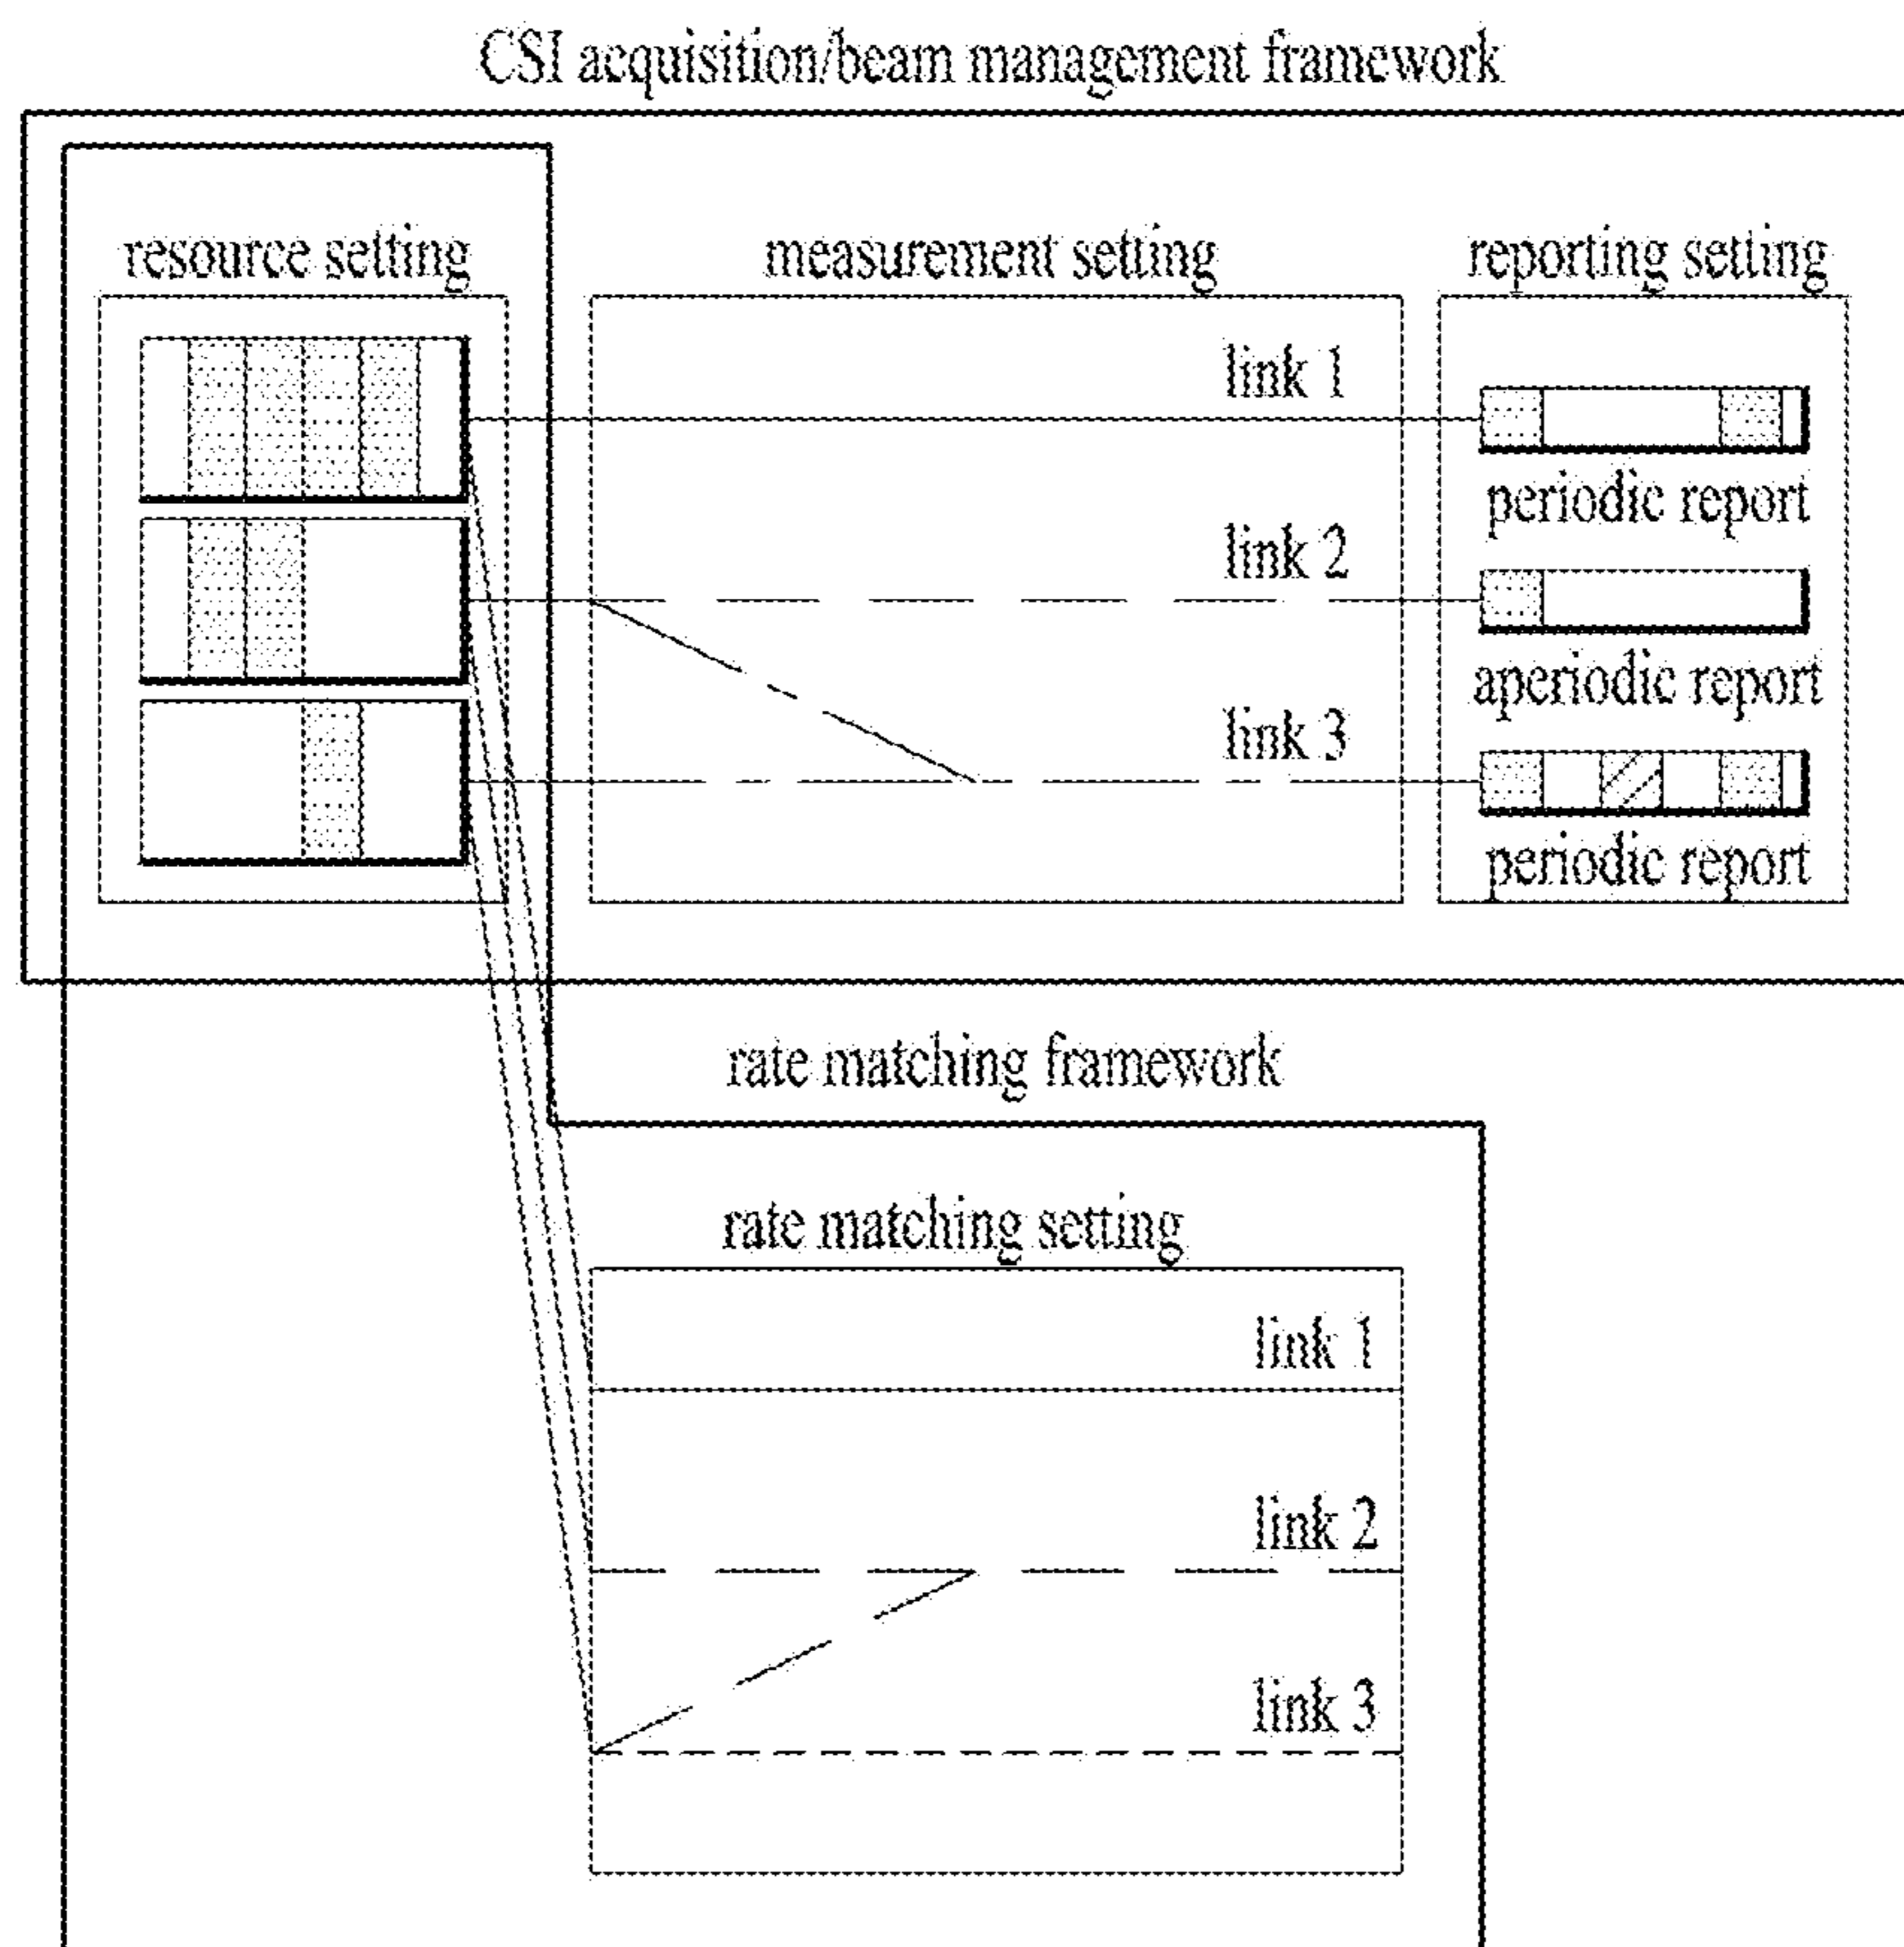 CSI acquisition/beam management framework
resource setting
measurement setting
reporting setting
link 1
periodic report
link 2
aperiodic report
link 3
periodic report
rate matching framework
rate matching setting
link 1
link 2
link 3